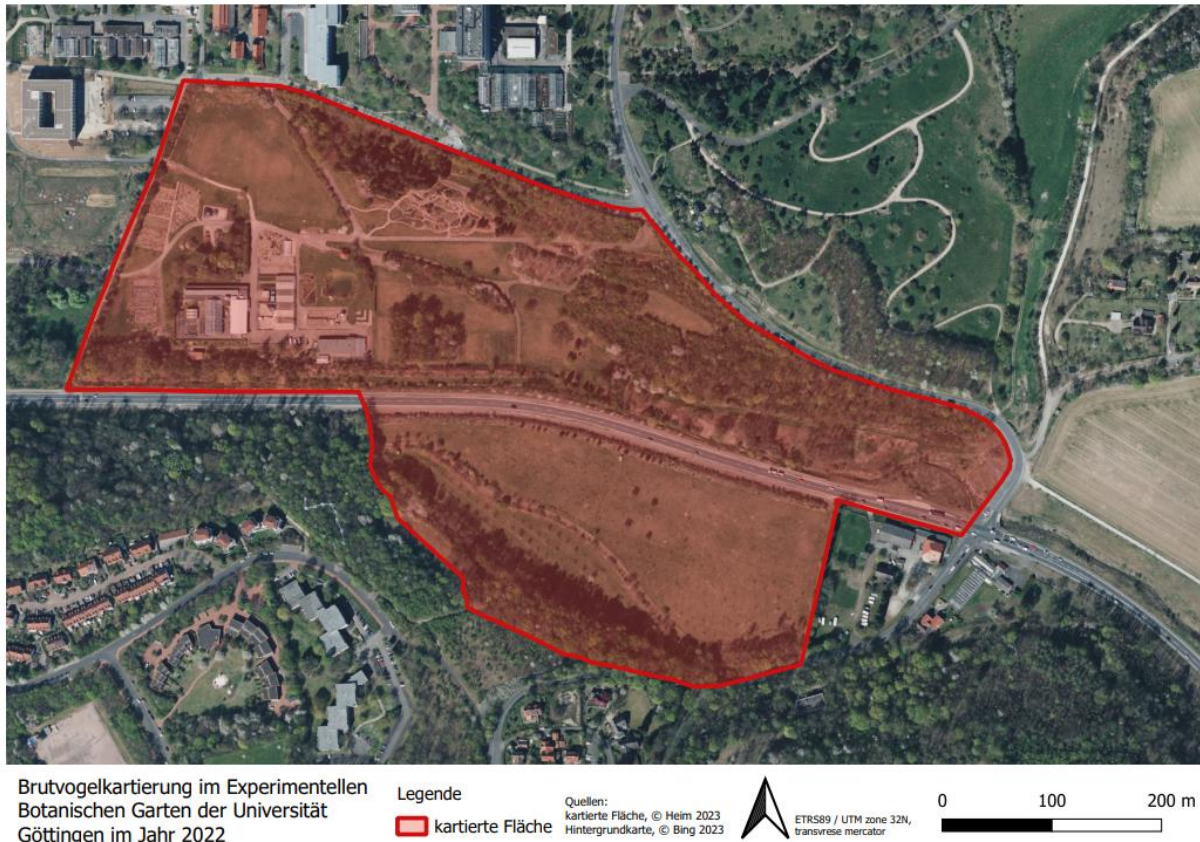 Brutvogelkartierung im Experimentellen
Botanischen Garten der Universität
Göttingen im Jahr 2022
Legende
kartierte Fläche
Quellen:
kartierte Fläche, © Heim 2023
Hintergrundkarte, © Bing 2023
ETRS89 / UTM zone 32N,
transvrese mercator
0 100 200 m